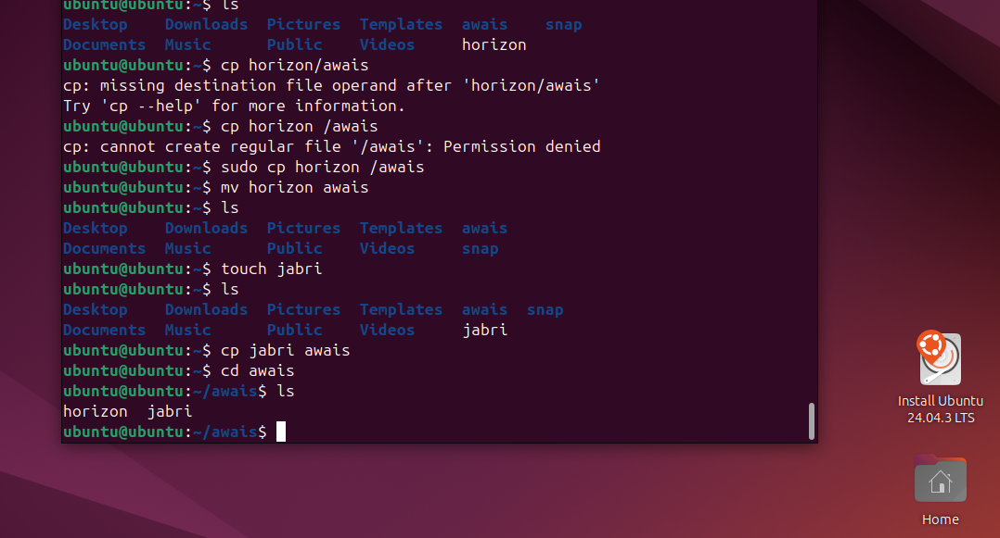 ubuntu@ubuntu:~$ ls
Desktop    Downloads  Pictures  Templates  awais    snap
Documents  Music      Public    Videos     horizon
ubuntu@ubuntu:~$ cp horizon/awais
cp: missing destination file operand after 'horizon/awais'
Try 'cp --help' for more information.
ubuntu@ubuntu:~$ cp horizon /awais
cp: cannot create regular file '/awais': Permission denied
ubuntu@ubuntu:~$ sudo cp horizon /awais
ubuntu@ubuntu:~$ mv horizon awais
ubuntu@ubuntu:~$ ls
Desktop    Downloads  Pictures  Templates  awais
Documents  Music      Public    Videos     snap
ubuntu@ubuntu:~$ touch jabri
ubuntu@ubuntu:~$ ls
Desktop    Downloads  Pictures  Templates  awais  snap
Documents  Music      Public    Videos     jabri
ubuntu@ubuntu:~$ cp jabri awais
ubuntu@ubuntu:~$ cd awais
ubuntu@ubuntu:~/awais$ ls
horizon  jabri
ubuntu@ubuntu:~/awais$
Install Ubuntu
24.04.3 LTS
Home